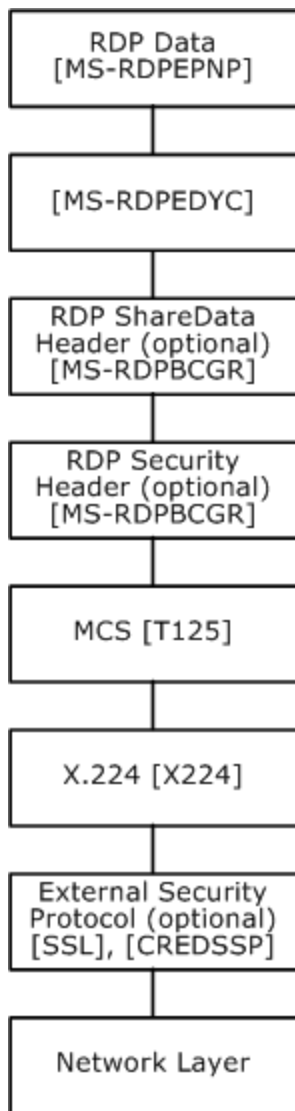 RDP Data
[MS-RDPEPNP]
[MS-RDPEDYC]
RDP ShareData
Header (optional)
[MS-RDPBCGR]
RDP Security
Header (optional)
[MS-RDPBCGR]
MCS [T125]
X.224 [X224]
External Security
Protocol (optional)
[SSL], [CREDSSP]
Network Layer